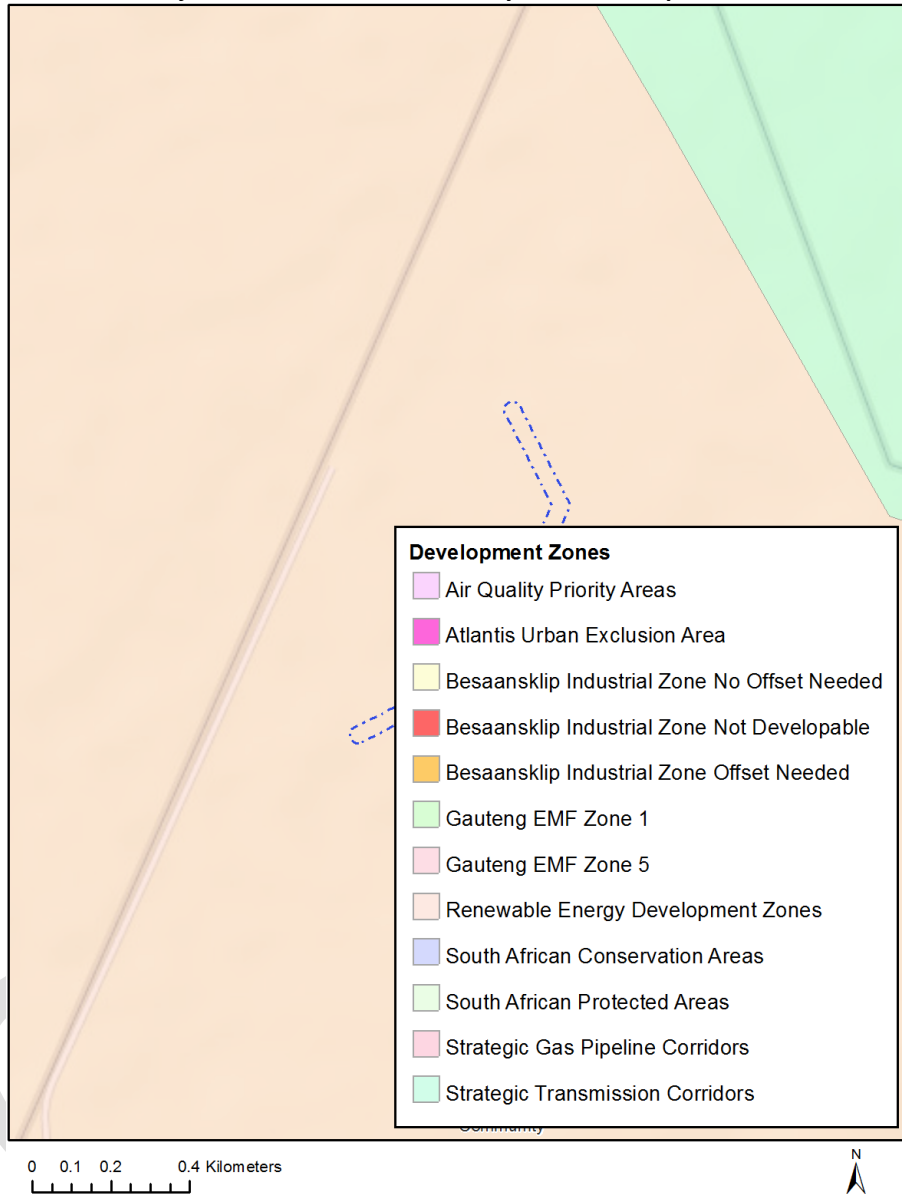 Development Zones
Air Quality Priority Areas
Atlantis Urban Exclusion Area
Besaansklip Industrial Zone No Offset Needed
Besaansklip Industrial Zone Not Developable
Besaansklip Industrial Zone Offset Needed
Gauteng EMF Zone 1
Gauteng EMF Zone 5
Renewable Energy Development Zones
South African Conservation Areas
South African Protected Areas
Strategic Gas Pipeline Corridors
Strategic Transmission Corridors
Community
0 0.1 0.2 0.4 Kilometers
N